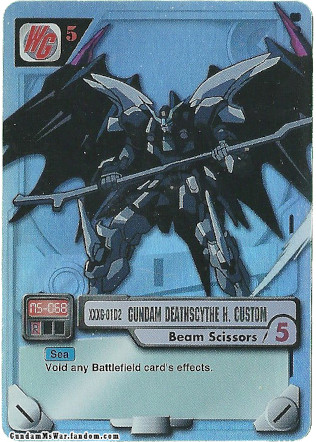 WG 5
MS-068
R
XXXG-01D2 GUNDAM DEATHSCYTHE H. CUSTOM
Beam Scissors / 5
Sea
Void any Battlefield card's effects.
GundamMsWar.fandom.com